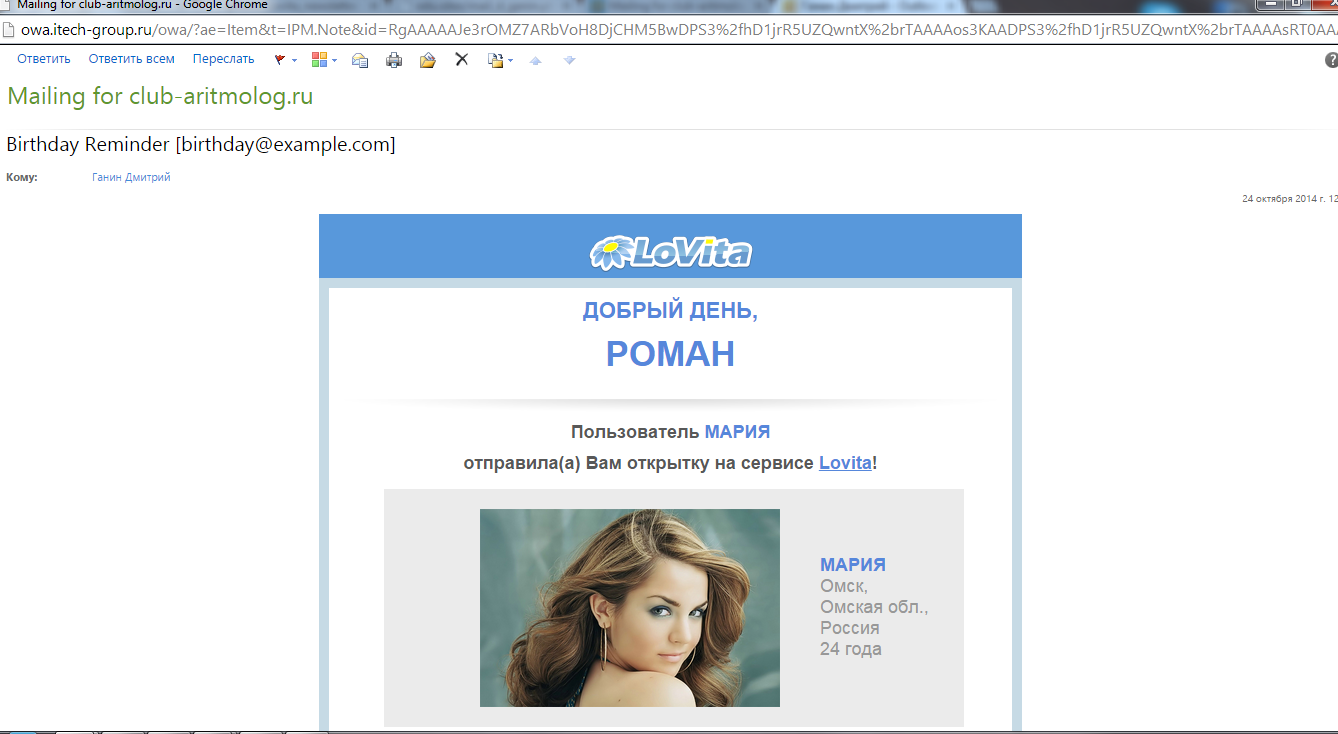 Mailing for club-aritmolog.ru - Google Chrome
owa.itech-group.ru/owa/?ae=Item&t=IPM.Note&id=RgAAAAAJe3rOMZ7ARbVoH8DjCHM5BwDPS3%2fhD1jrR5UZQwntX%2brTAAAAos3KAADPS3%2fhD1jrR5UZQwntX%2brTAAAAsRT0AAA
Ответить Ответить всем Переслать
Mailing for club-aritmolog.ru
Birthday Reminder [birthday@example.com]
Кому: Ганин Дмитрий
24 октября 2014 г. 12
LoVita
ДОБРЫЙ ДЕНЬ,
РОМАН
Пользователь МАРИЯ
отправила(а) Вам открытку на сервисе Lovita!
МАРИЯ
Омск,
Омская обл.,
Россия
24 года